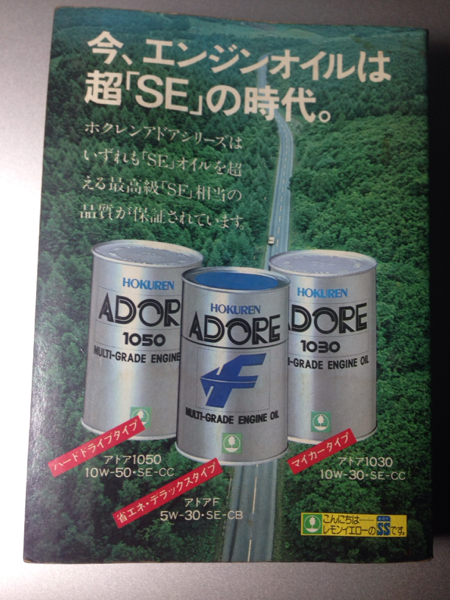 今、エンジンオイルは
超「SE」の時代。
ホクレンアドアシリーズは
いずれも「SE」オイルを超
える最高級「SF」相当の
品質が保証されています。
HOKUREN
ADOR
1050
MULTI-GRADE ENGINE
HOKUREN
ADORE
F
MULTI-GRADE ENGINE OIL
HOKUREN
DORE
1030
-GRADE ENGINE OIL
ハードドライブタイプ
アドア1050
10W-50・SE-CC
省エネ・デラックスタイプ
アドアF
5W-30・SE-CB
マイカータイプ
アドア1030
10W-30・SE-CC
こんにちは——
レモンイエローのSSです。